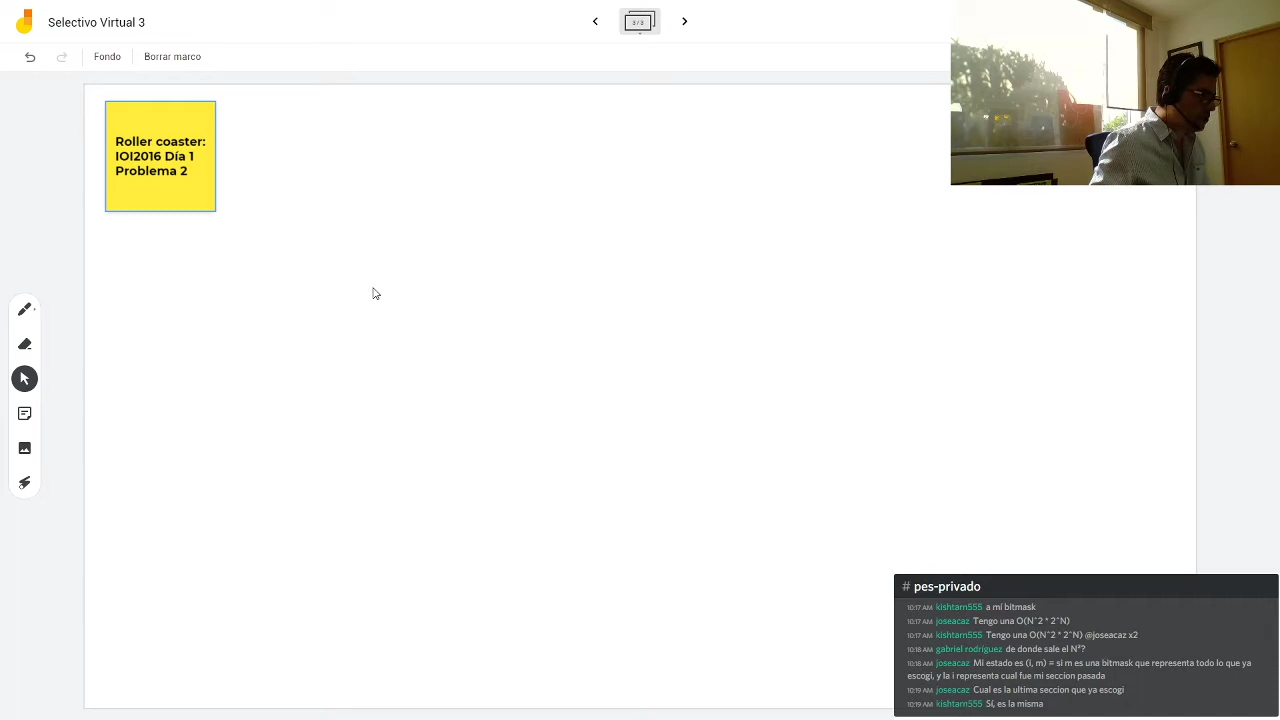 Selectivo Virtual 3
3 / 3
Fondo
Borrar marco
Roller coaster:
IOI2016 Día 1
Problema 2
# pes-privado
10:17 AM kishtarn555 a mi bitmask
10:17 AM joseacaz Tengo una O(N^2 * 2^N)
10:17 AM kishtarn555 Tengo una O(N^2 * 2^N) @joseacaz x2
10:18 AM gabriel rodríguez de donde sale el N²?
10:18 AM joseacaz Mi estado es (i, m) = si m es una bitmask que representa todo lo que ya
escogi, y la i representa cual fue mi seccion pasada
10:19 AM joseacaz Cual es la ultima seccion que ya escogi
10:19 AM kishtarn555 Sí, es la misma